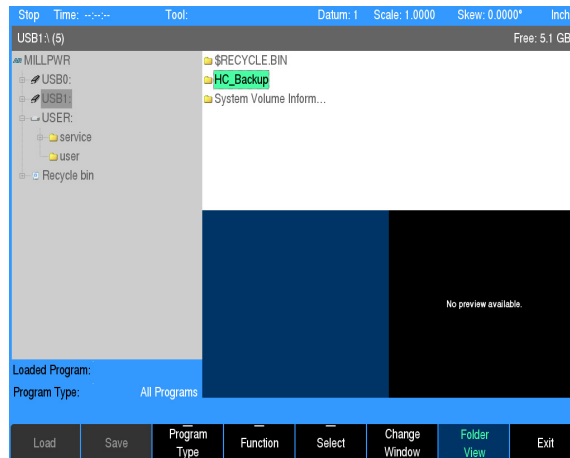 Stop Time: --:--:-- Tool: Datum: 1 Scale: 1.0000 Skew: 0.0000° Inch
USB1:\ (5) Free: 5.1 GB
MILLPWR
USB0:
USB1:
USER:
service
user
Recycle bin
$RECYCLE.BIN
HC_Backup
System Volume Inform...
No preview available.
Loaded Program:
Program Type: All Programs
Load Save Program Type Function Select Change Window Folder View Exit